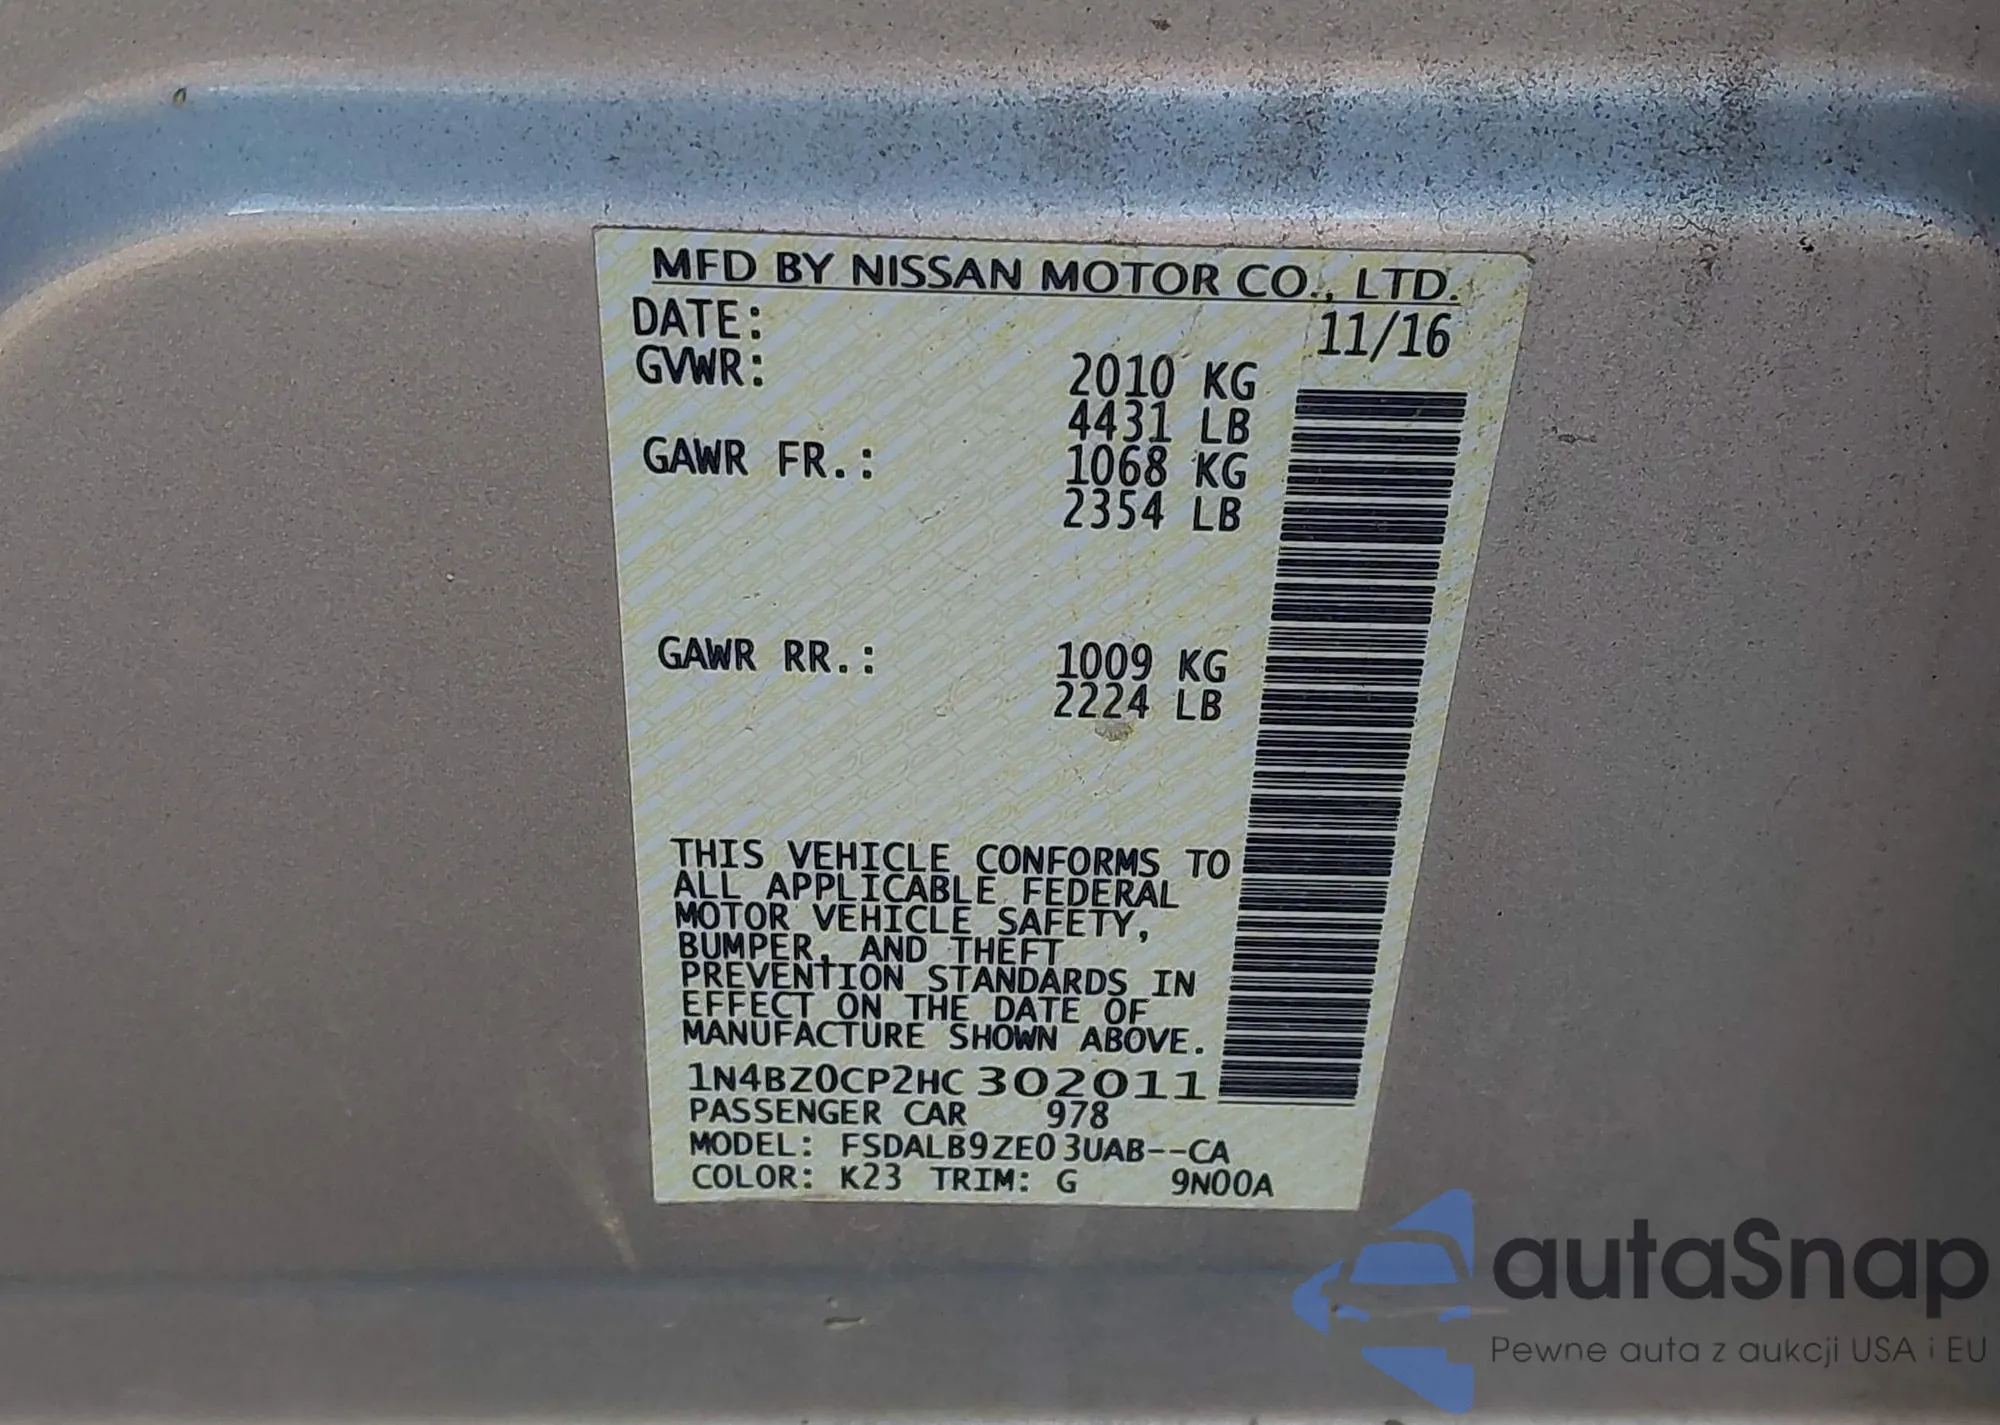 MFD BY NISSAN MOTOR CO., LTD.
DATE: 11/16
GVWR: 2010 KG
4431 LB
GAWR FR.: 1068 KG
2354 LB
GAWR RR.: 1009 KG
2224 LB
THIS VEHICLE CONFORMS TO
ALL APPLICABLE FEDERAL
MOTOR VEHICLE SAFETY,
BUMPER, AND THEFT
PREVENTION STANDARDS IN
EFFECT ON THE DATE OF
MANUFACTURE SHOWN ABOVE.
1N4BZ0CP2HC302011
PASSENGER CAR 978
MODEL: FSDALB9ZE03UAB--CA
COLOR: K23 TRIM: G 9N00A
autaSnap
Pewne auta z aukcji USA i EU